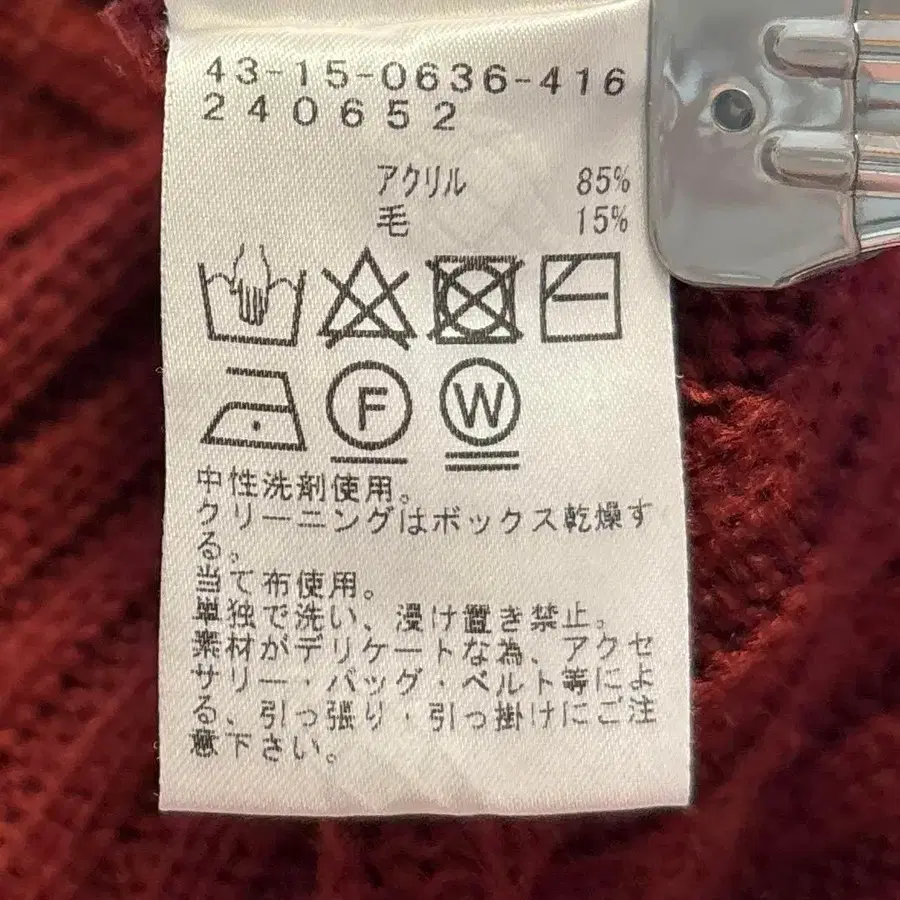 43-15-0636-416
240652
アクリル 85%
毛 15%
F W
中性洗剤使用。
クリーニングはボックス乾燥す
る。
当て布使用。
単独で洗い、浸け置き禁止。
素材がデリケートな為、アクセ
サリー・バッグ・ベルト等によ
る、引っ張り・引っ掛けにご注
意下さい。